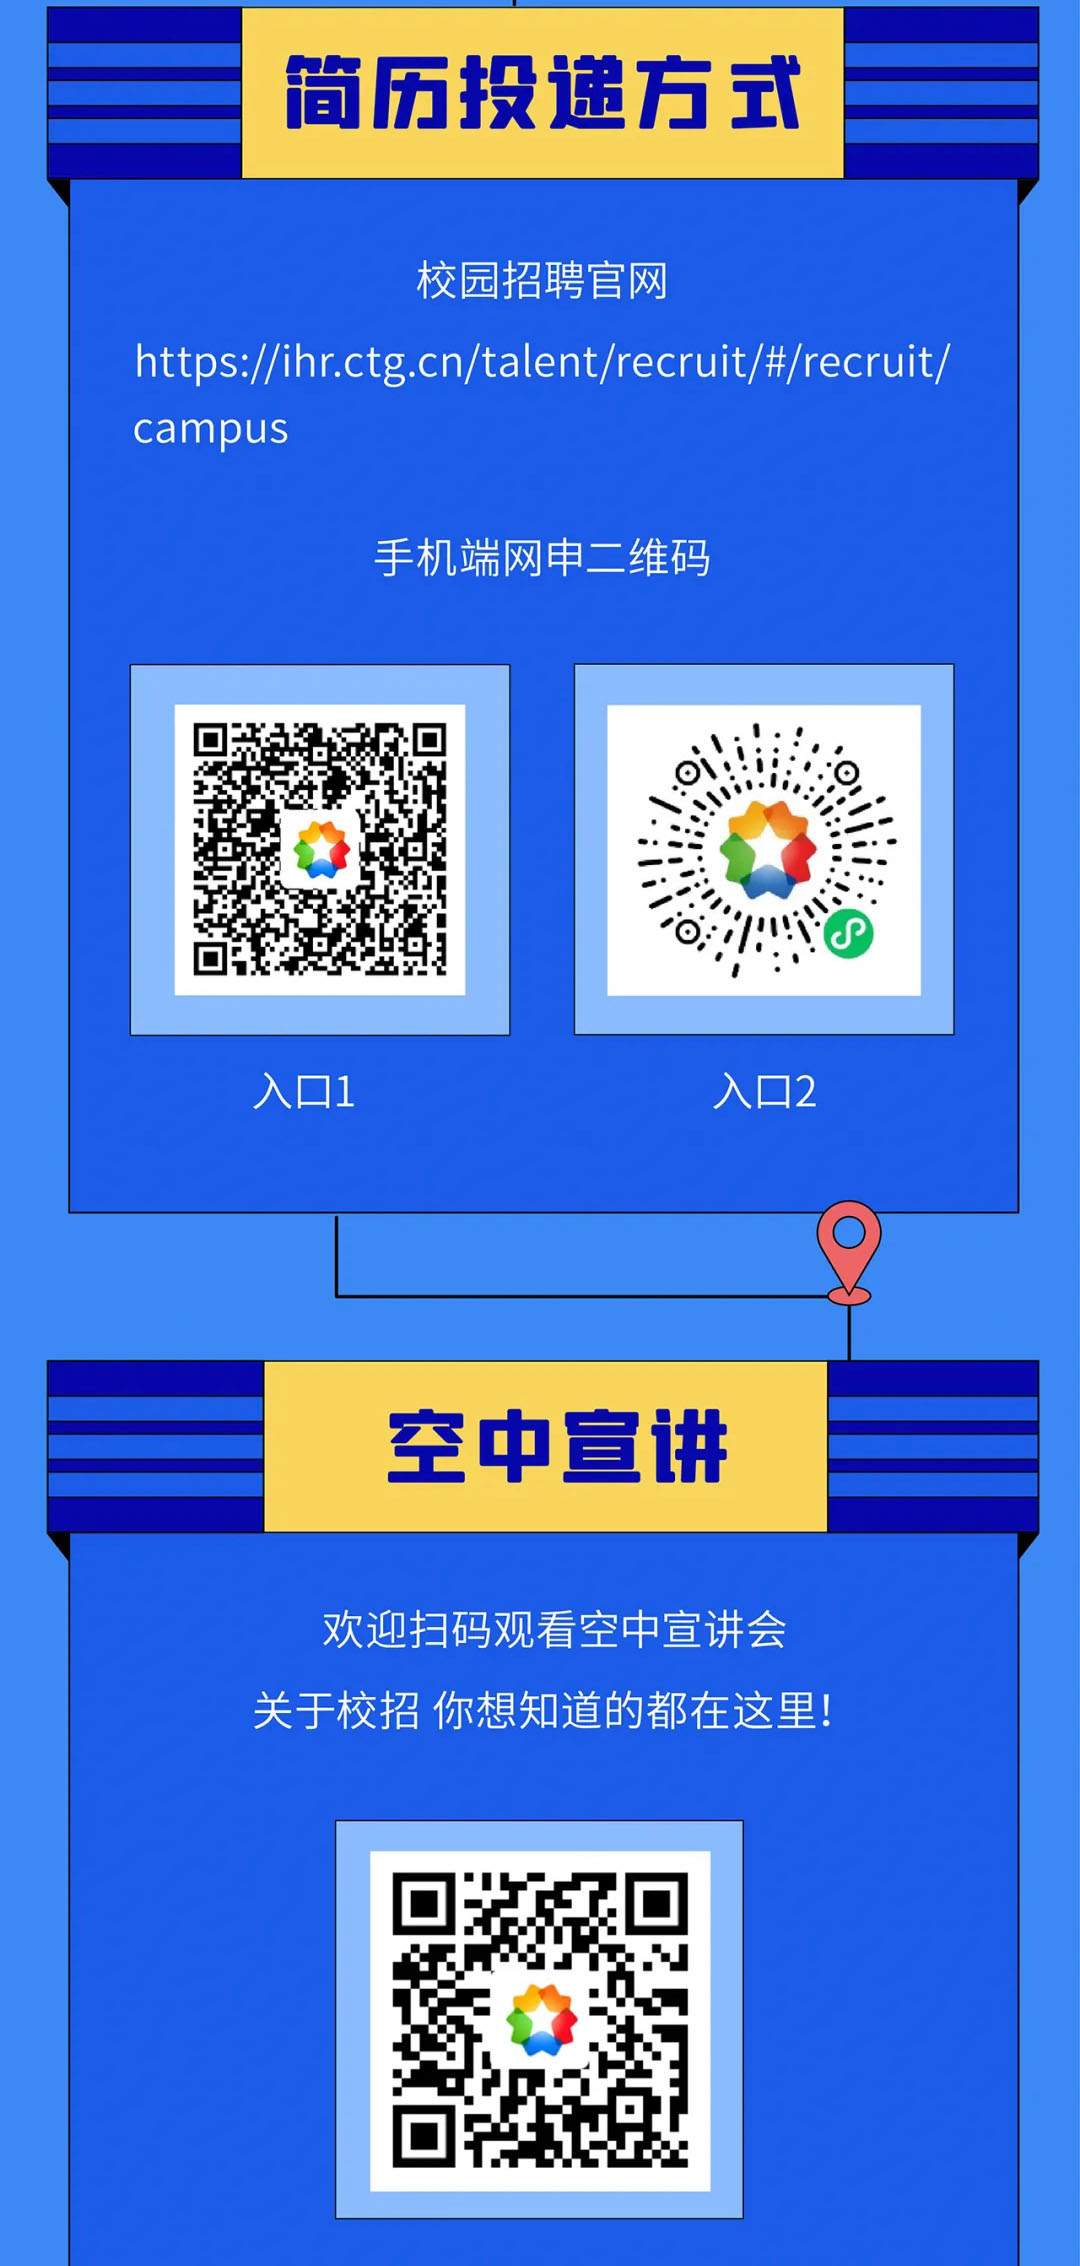 简历投递方式
校园招聘官网
https://ihr.ctg.cn/talent/recruit/#/recruit/
campus
手机端网申二维码
入口1
入口2
空中宣讲
欢迎扫码观看空中宣讲会
关于校招 你想知道的都在这里！